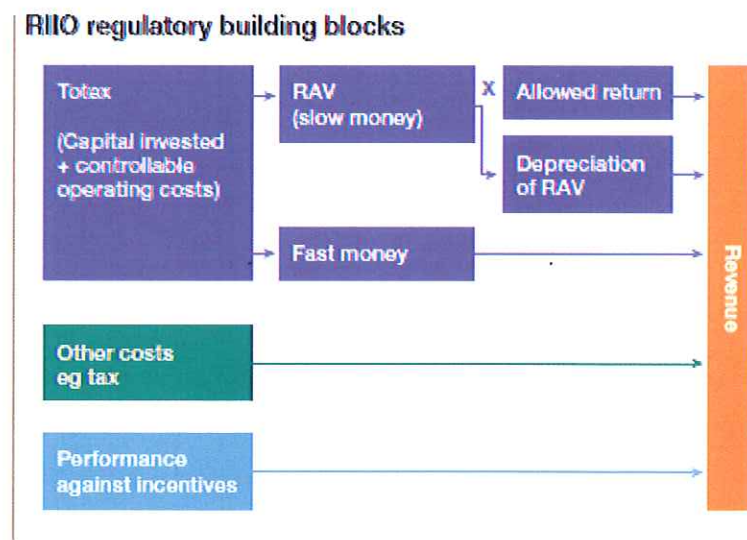 RIIO regulatory building blocks
Totex
(Capital invested
+ controllable
operating costs)
RAV
(slow money)
X
Allowed return
Depreciation
of RAV
Fast money
Other costs
eg tax
Performance
against incentives
Revenue